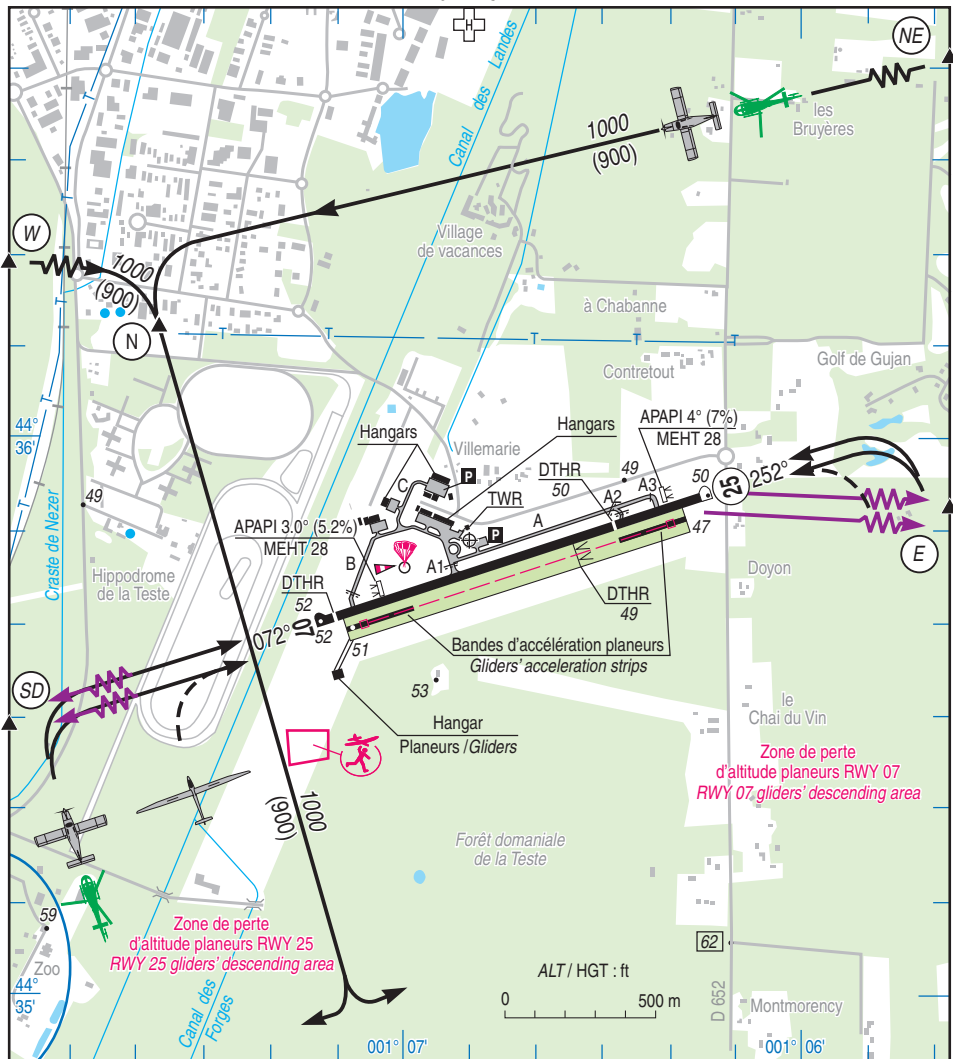 H
NE
les
Bruyères
1000
(900)
Canal des Landes
Village
de vacances
W
1000
(900)
N
à Chabanne
Contretout
Golf de Gujan
44°
36'
Hangars
Villemarie
Hangars
APAPI 4° (7%)
MEHT 28
P
DTHR
50
49
A3
50
25
252°
C
TWR
A2
A
49
P
47
APAPI 3.0° (5.2%)
MEHT 28
E
Craste de Nezer
Hippodrome
de la Teste
B
A1
Doyon
DTHR
52
DTHR
49
072°
07
52
51
Bandes d'accélération planeurs
Gliders' acceleration strips
SD
53
le
Chai du Vin
Hangar
Planeurs /Gliders
Zone de perte
d'altitude planeurs RWY 07
RWY 07 gliders' descending area
1000
(900)
Forêt domaniale
de la Teste
59
Zone de perte
d'altitude planeurs RWY 25
RWY 25 gliders' descending area
Zoo
62
ALT / HGT : ft
44°
35'
Canal des
Forges
0 500 m
D 652
Montmorency
001° 07'
001° 06'
T
T
T
T
T
T
T